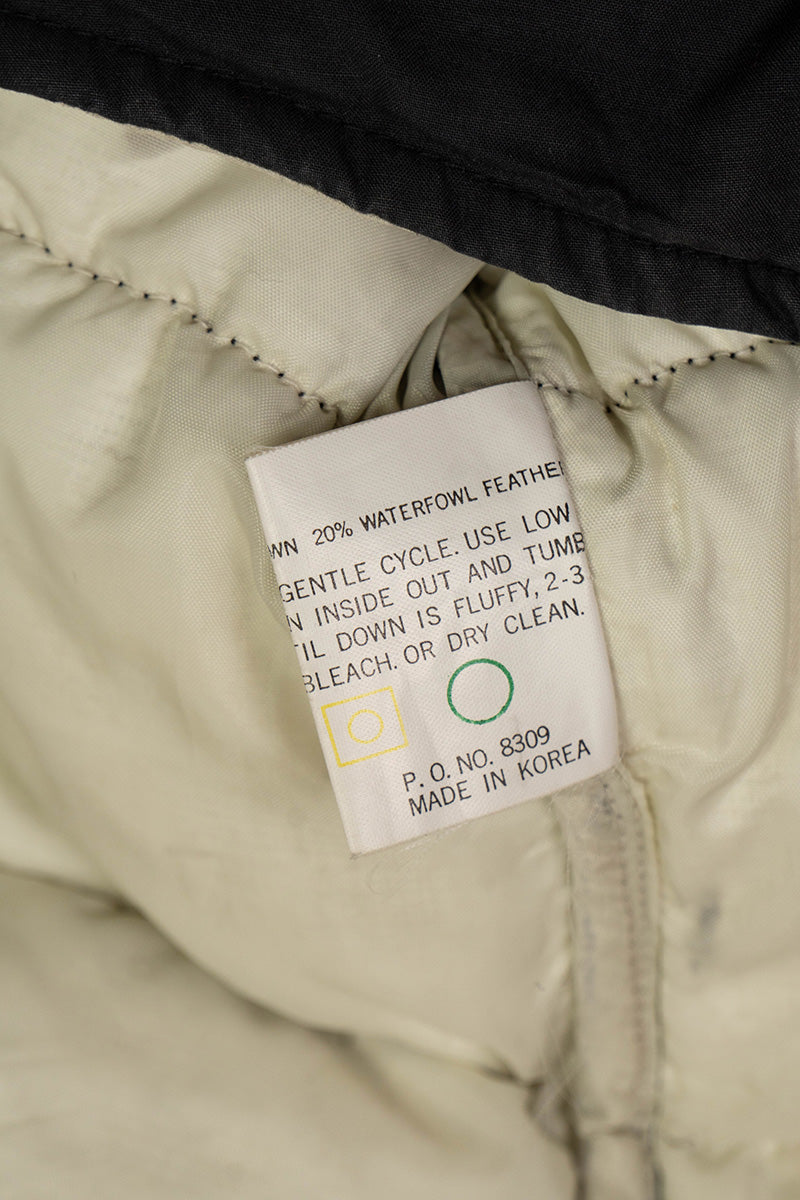 WN 20% WATERFOWL FEATHE
GENTLE CYCLE. USE LOW
N INSIDE OUT AND TUMB
TIL DOWN IS FLUFFY, 2-3
BLEACH. OR DRY CLEAN.
P. O. NO. 8309
MADE IN KOREA